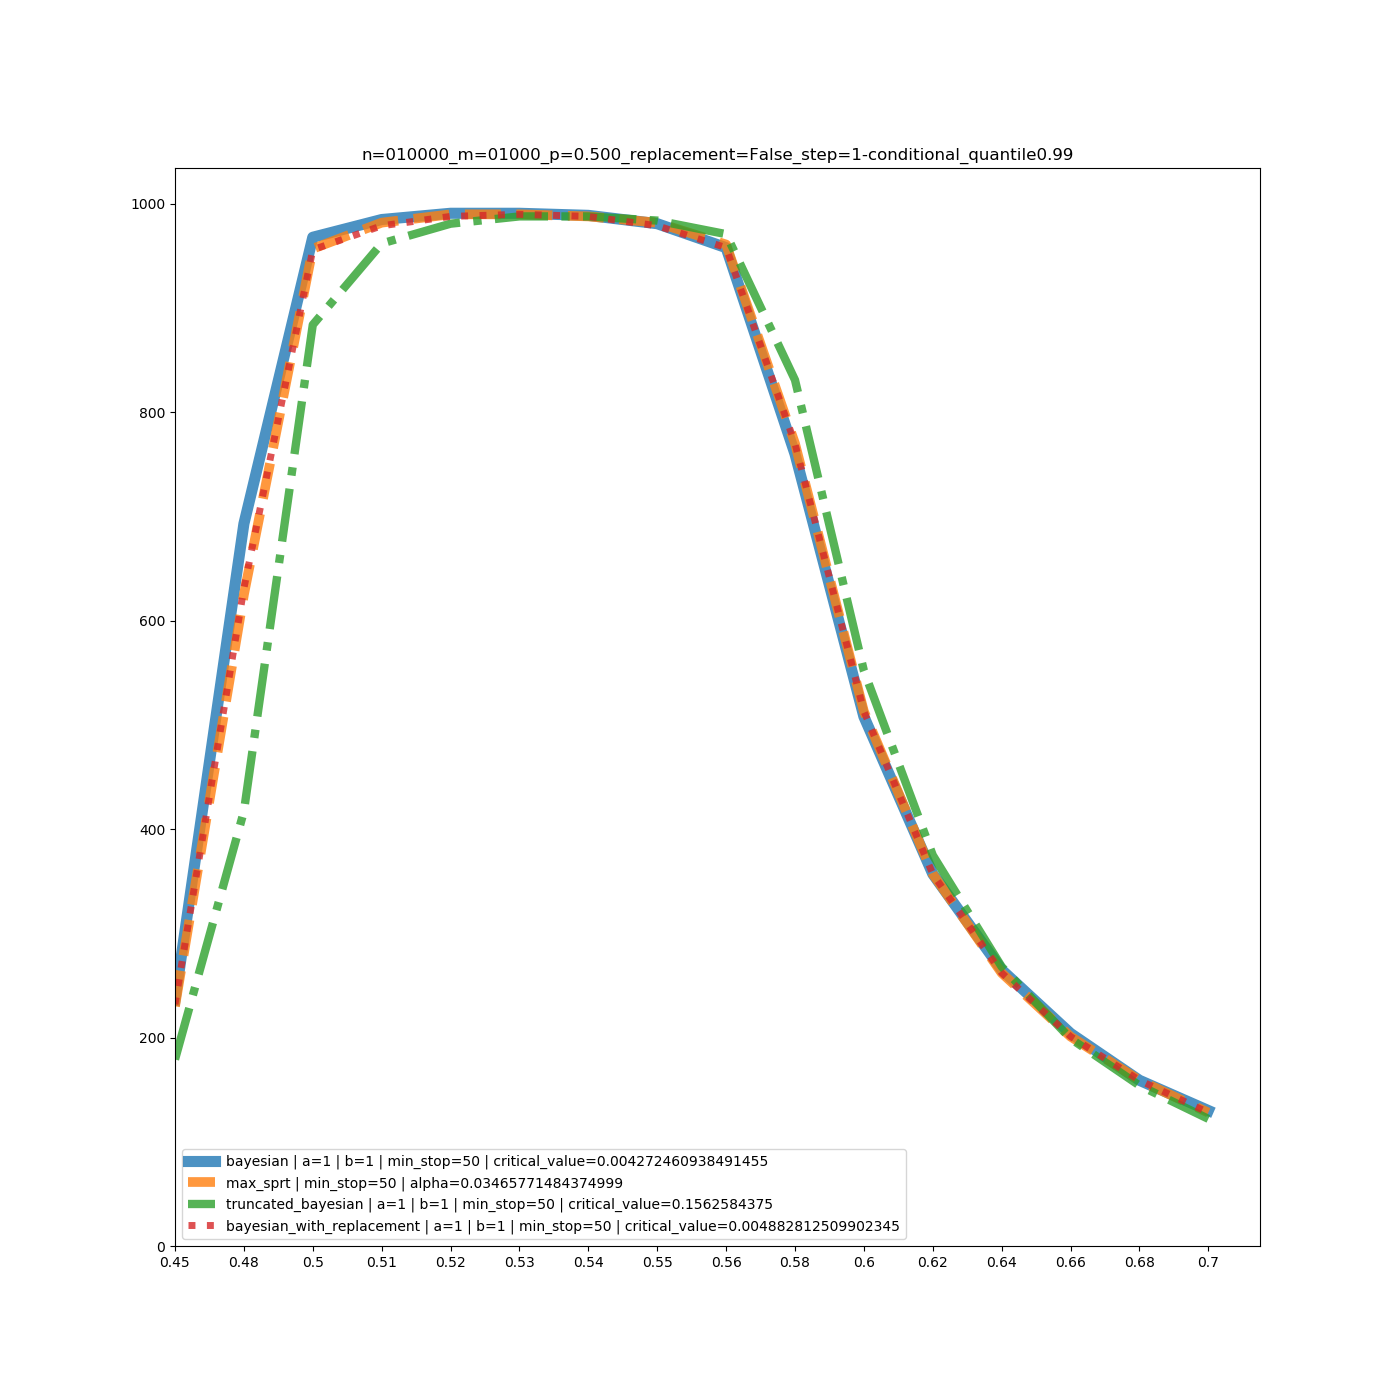 n=010000_m=01000_p=0.500_replacement=False_step=1-conditional_quantile0.99
1000
800
600
400
200
0
bayesian | a=1 | b=1 | min_stop=50 | critical_value=0.004272460938491455
max_sprt | min_stop=50 | alpha=0.03465771484374999
truncated_bayesian | a=1 | b=1 | min_stop=50 | critical_value=0.1562584375
bayesian_with_replacement | a=1 | b=1 | min_stop=50 | critical_value=0.004882812509902345
0.45 0.48 0.5 0.51 0.52 0.53 0.54 0.55 0.56 0.58 0.6 0.62 0.64 0.66 0.68 0.7